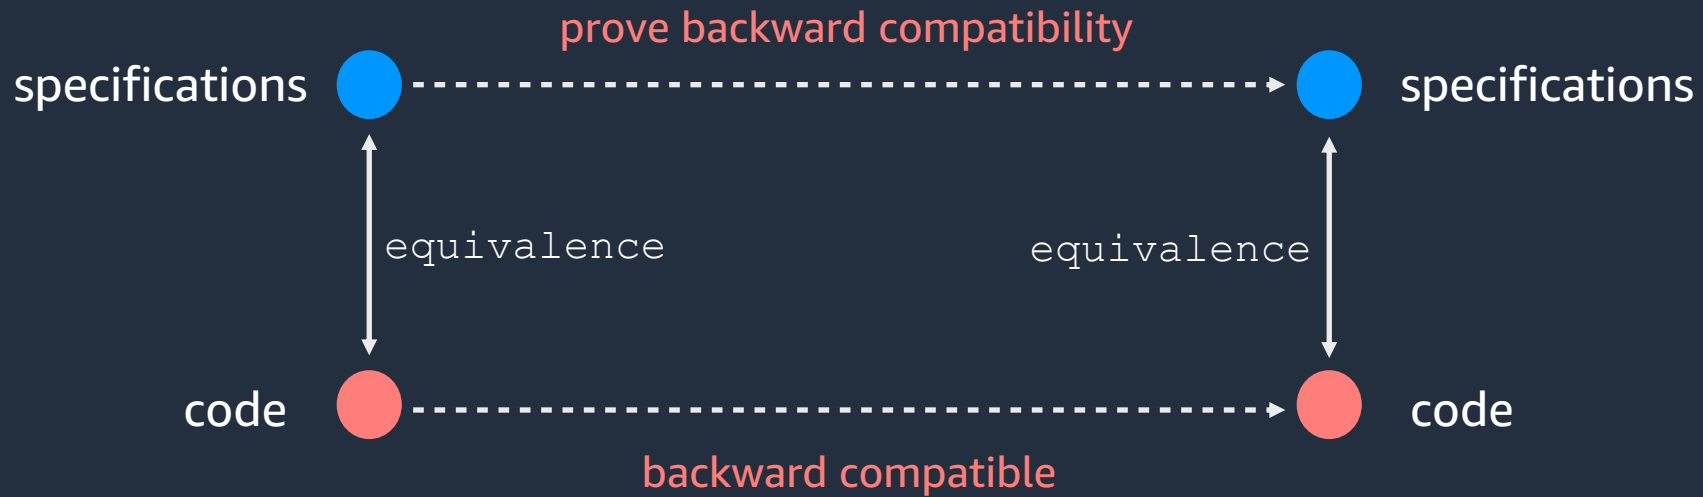 prove backward compatibility
specifications
specifications
equivalence
equivalence
code
code
backward compatible